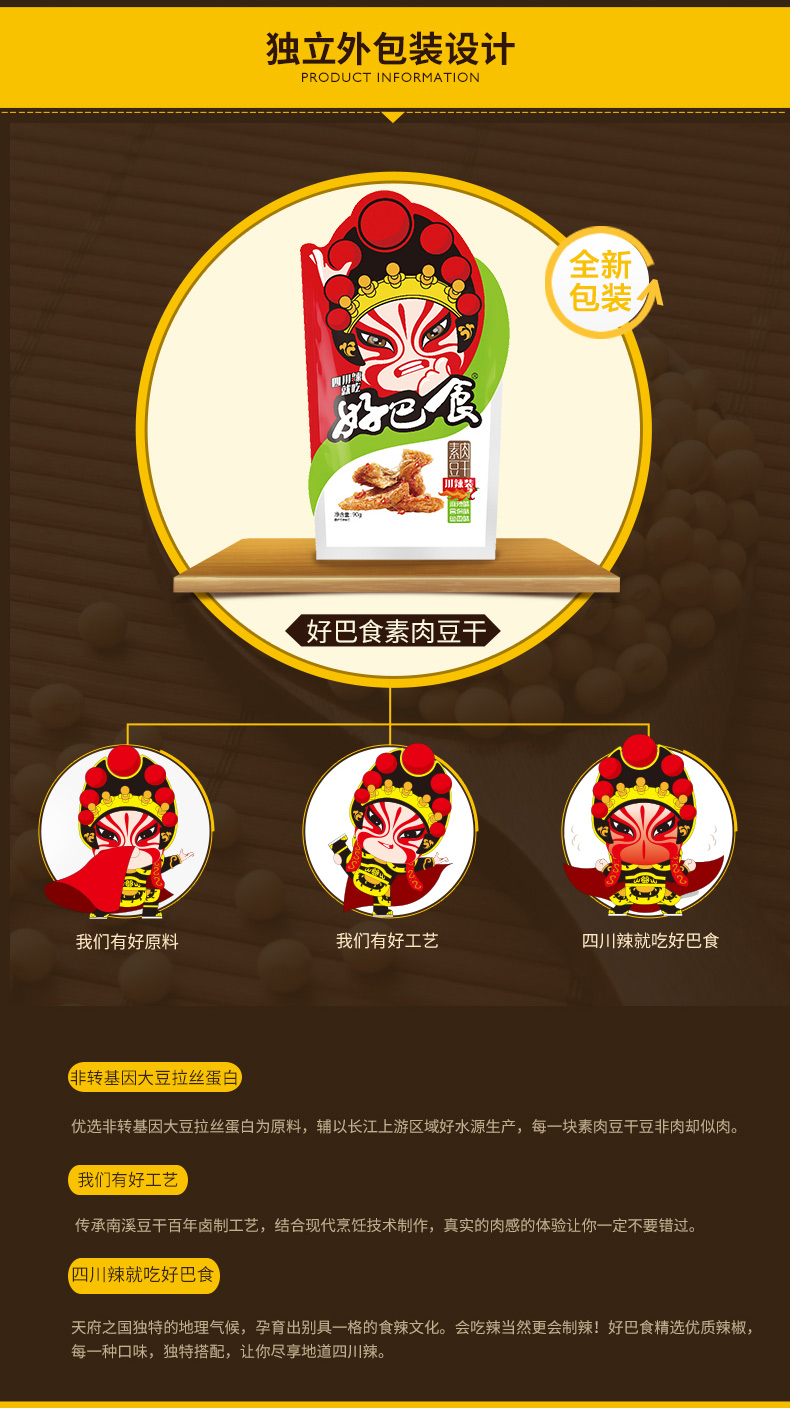 独立外包装设计
PRODUCT INFORMATION
全新
包装
四川辣
就吃
好巴食
®
素肉
豆干
川辣装
净含量:90g
好巴食素肉豆干
我们有好原料
我们有好工艺
四川辣就吃好巴食
非转基因大豆拉丝蛋白
优选非转基因大豆拉丝蛋白为原料，辅以长江上游区域好水源生产，每一块素肉豆干豆非肉却似肉。
我们有好工艺
传承南溪豆干百年卤制工艺，结合现代烹饪技术制作，真实的肉感的体验让你一定不要错过。
四川辣就吃好巴食
天府之国独特的地理气候，孕育出别具一格的食辣文化。会吃辣当然更会制辣！好巴食精选优质辣椒，
每一种口味，独特搭配，让你尽享地道四川辣。